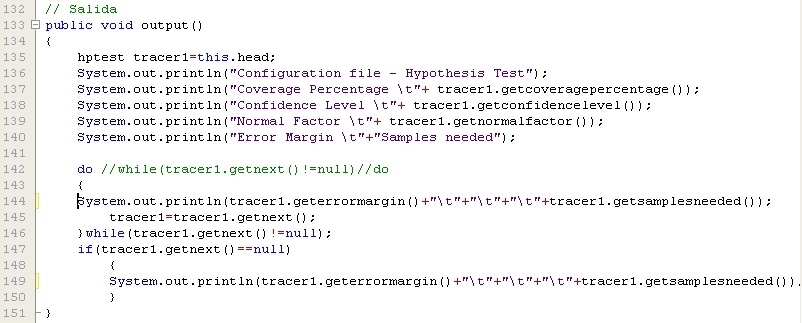 132 // Salida
133 public void output()
134 {
135 hptest tracer1=this.head;
136 System.out.println("Configuration file - Hypothesis Test");
137 System.out.println("Coverage Percentage \t"+ tracer1.getcoveragepercentage());
138 System.out.println("Confidence Level \t"+ tracer1.getconfidencelevel());
139 System.out.println("Normal Factor \t"+ tracer1.getnormalfactor());
140 System.out.println("Error Margin \t"+"Samples needed");
141
142 do //while(tracer1.getnext()!=null)//do
143 {
144 System.out.println(tracer1.geterrormargin()+"\t"+"\t"+"\t"+tracer1.getsamplesneeded());
145 tracer1=tracer1.getnext();
146 }while(tracer1.getnext()!=null);
147 if(tracer1.getnext()==null)
148 {
149 System.out.println(tracer1.geterrormargin()+"\t"+"\t"+"\t"+tracer1.getsamplesneeded())
150 }
151 }